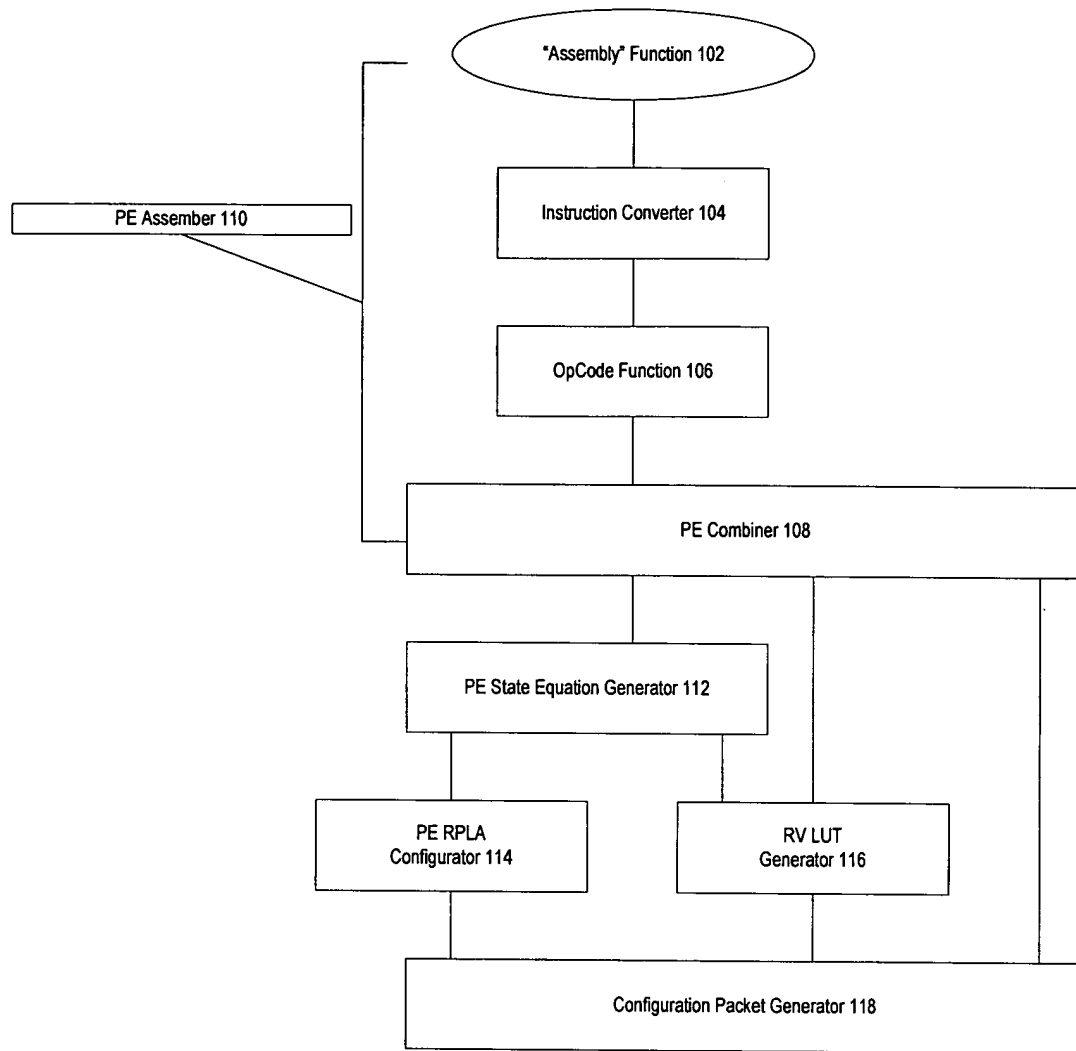 "Assembly" Function 102
Instruction Converter 104
PE Assember 110
OpCode Function 106
PE Combiner 108
PE State Equation Generator 112
PE RPLA
Configurator 114
RV LUT
Generator 116
Configuration Packet Generator 118